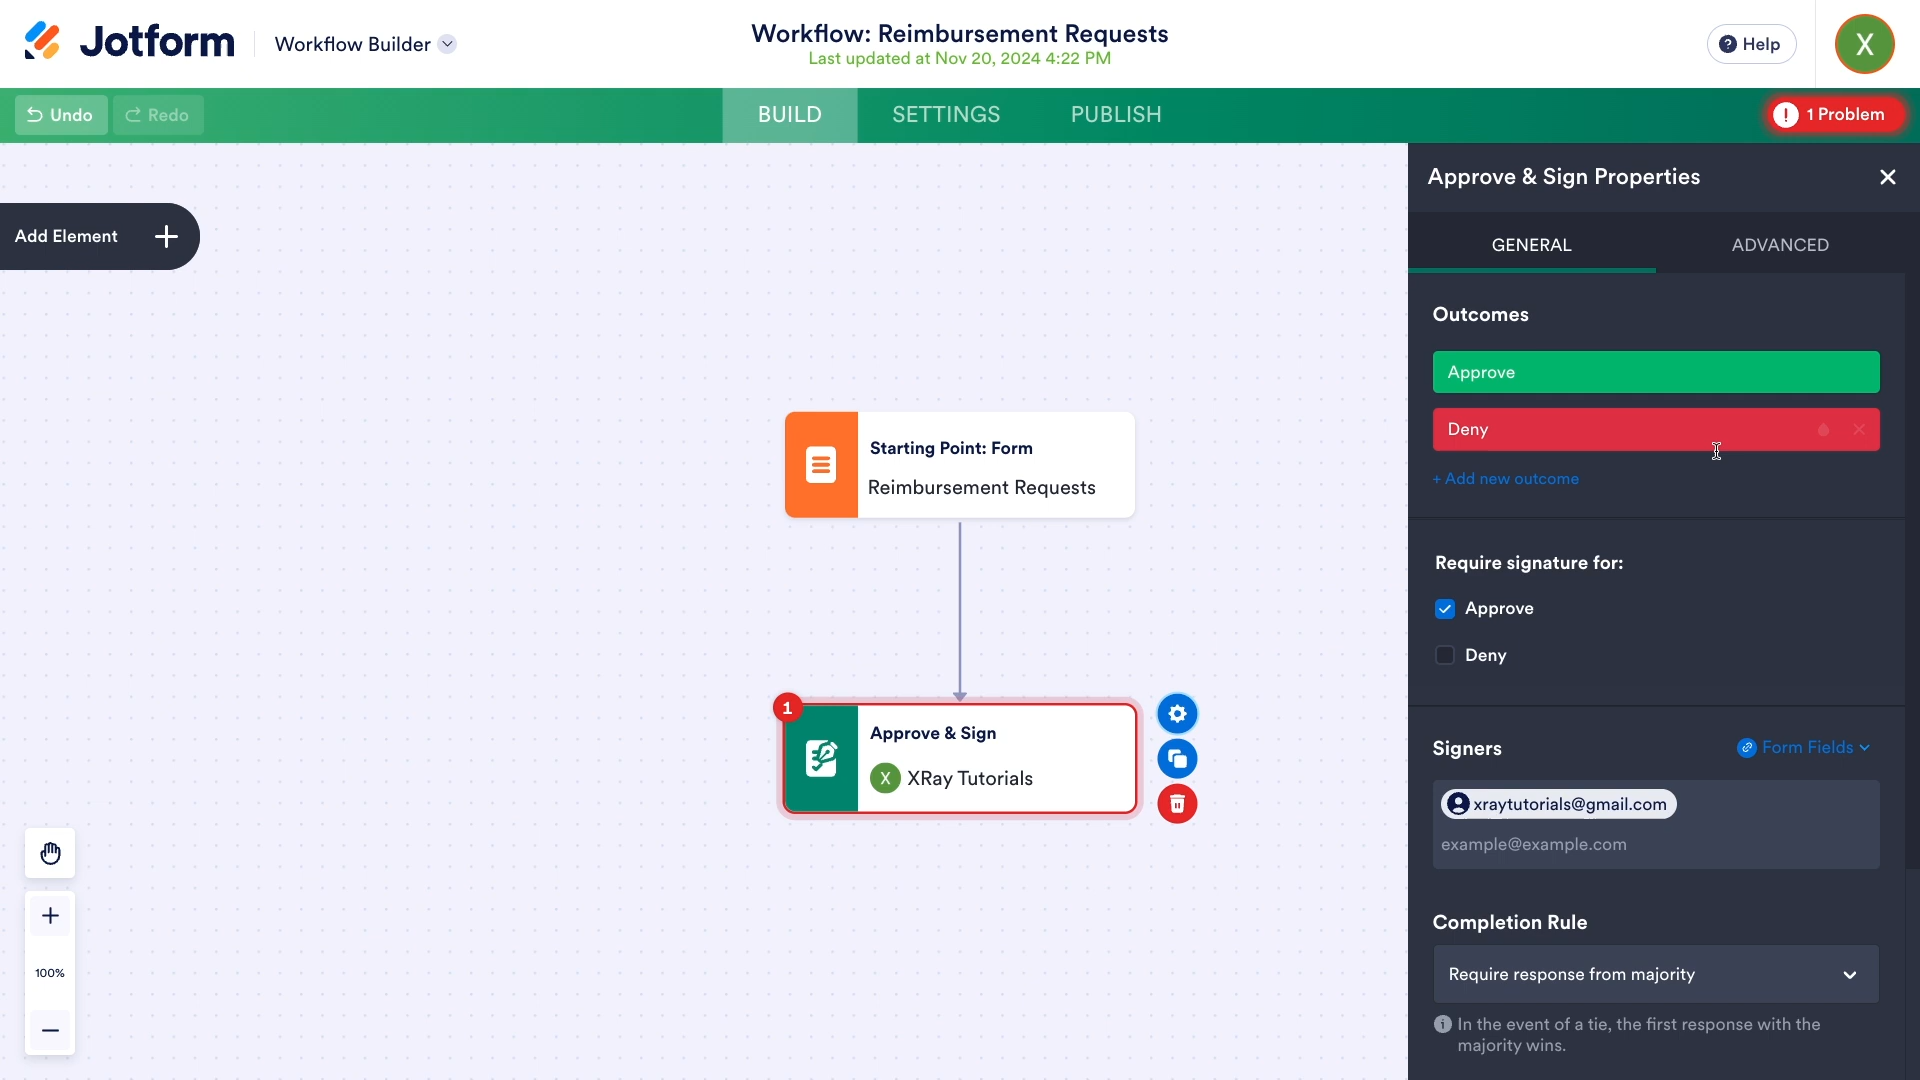 Jotform
Workflow Builder
Workflow: Reimbursement Requests
Last updated at Nov 20, 2024 4:22 PM
? Help
X
Undo
Redo
BUILD
SETTINGS
PUBLISH
! 1 Problem
Add Element +
Starting Point: Form
Reimbursement Requests
1
Approve & Sign
X XRay Tutorials
+
100%
−
Approve & Sign Properties
GENERAL
ADVANCED
Outcomes
Approve
Deny
+ Add new outcome
Require signature for:
Approve
Deny
Signers
Form Fields
xraytutorials@gmail.com
example@example.com
Completion Rule
Require response from majority
i In the event of a tie, the first response with the
majority wins.